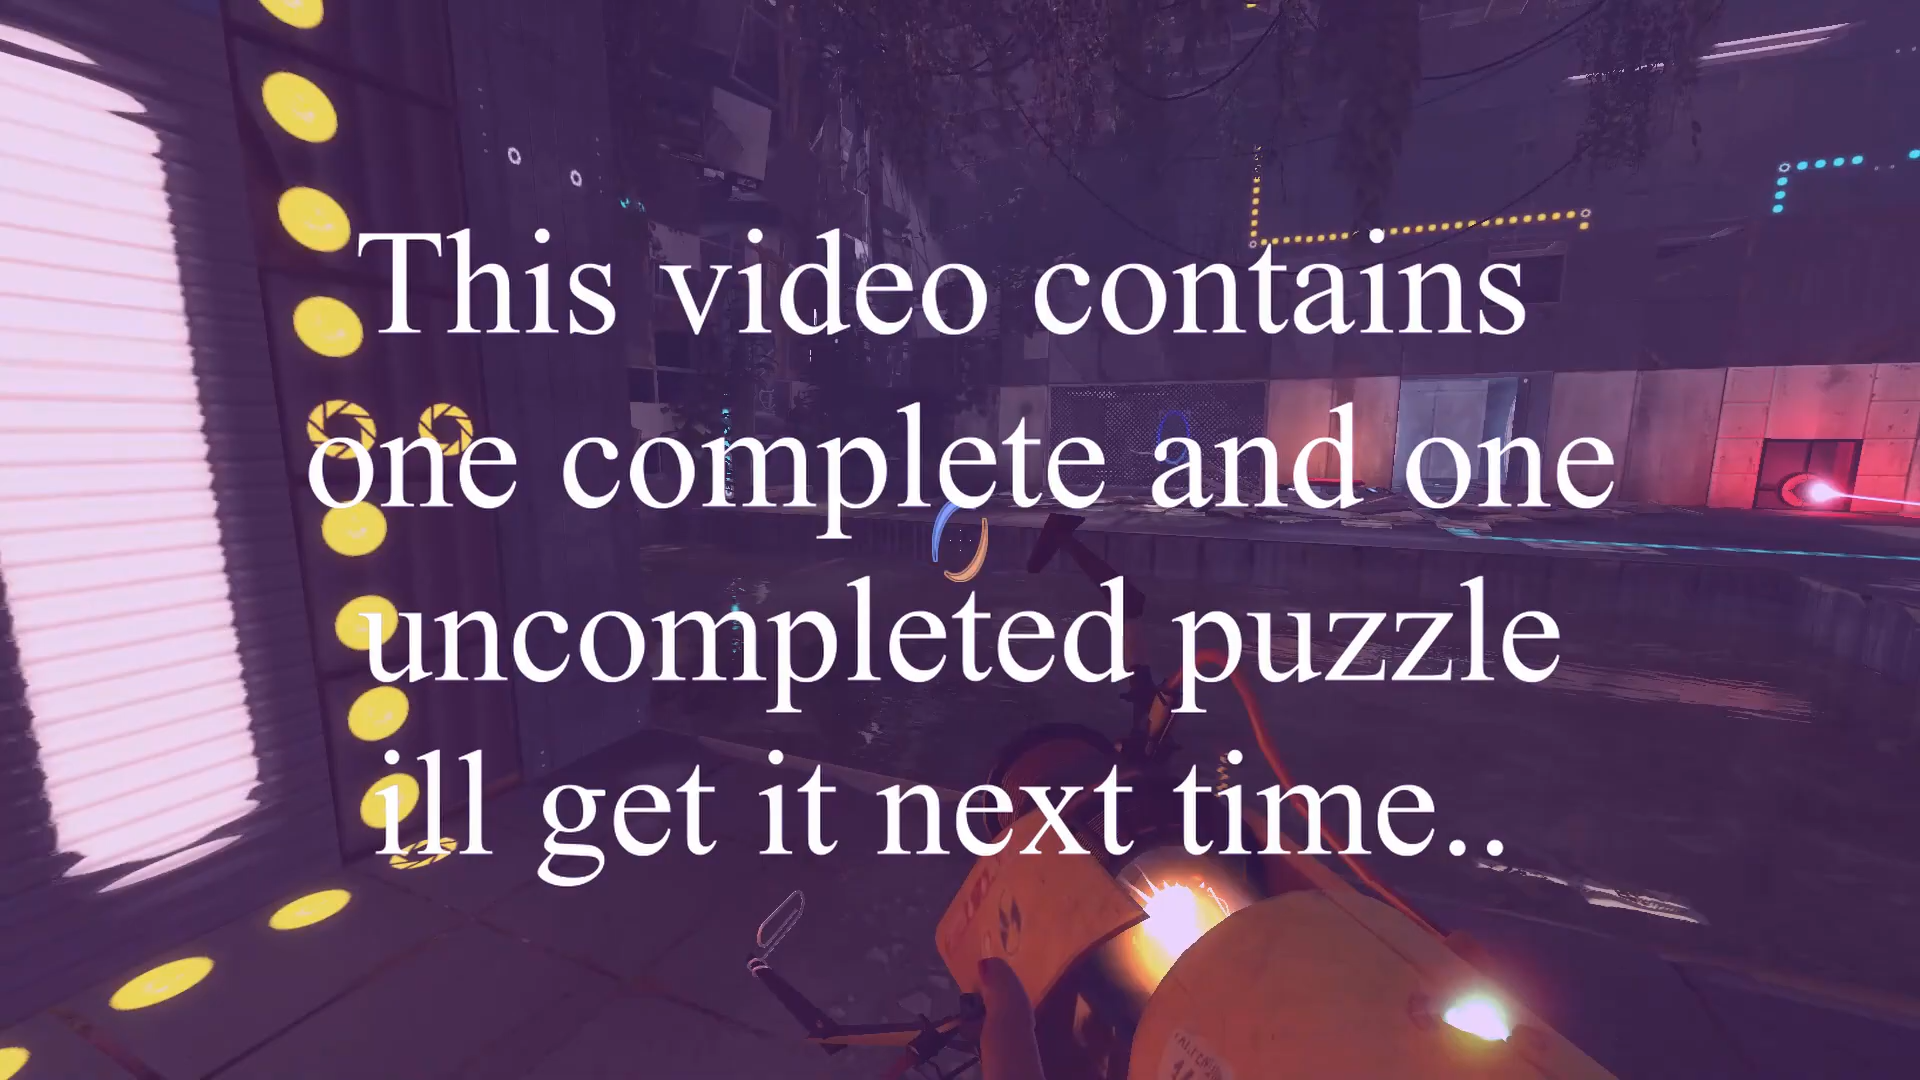 This video contains
one complete and one
uncompleted puzzle
ill get it next time..